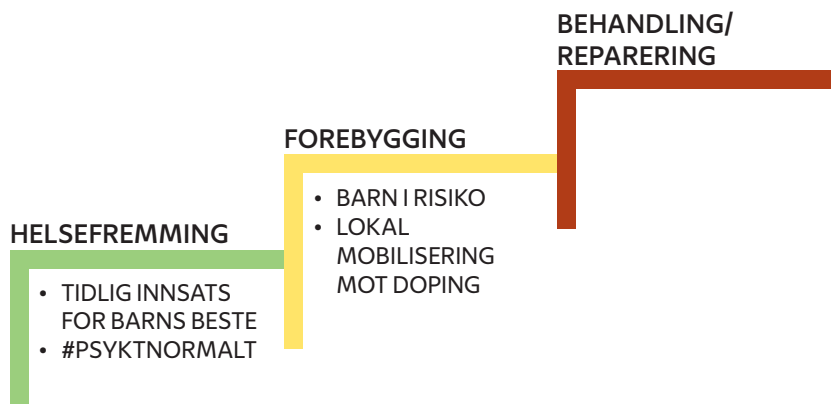 BEHANDLING/
REPARERING
FOREBYGGING
• BARN I RISIKO
• LOKAL
MOBILISERING
MOT DOPING
HELSEFREMMING
• TIDLIG INNSATS
FOR BARNS BESTE
• #PSYKTNORMALT